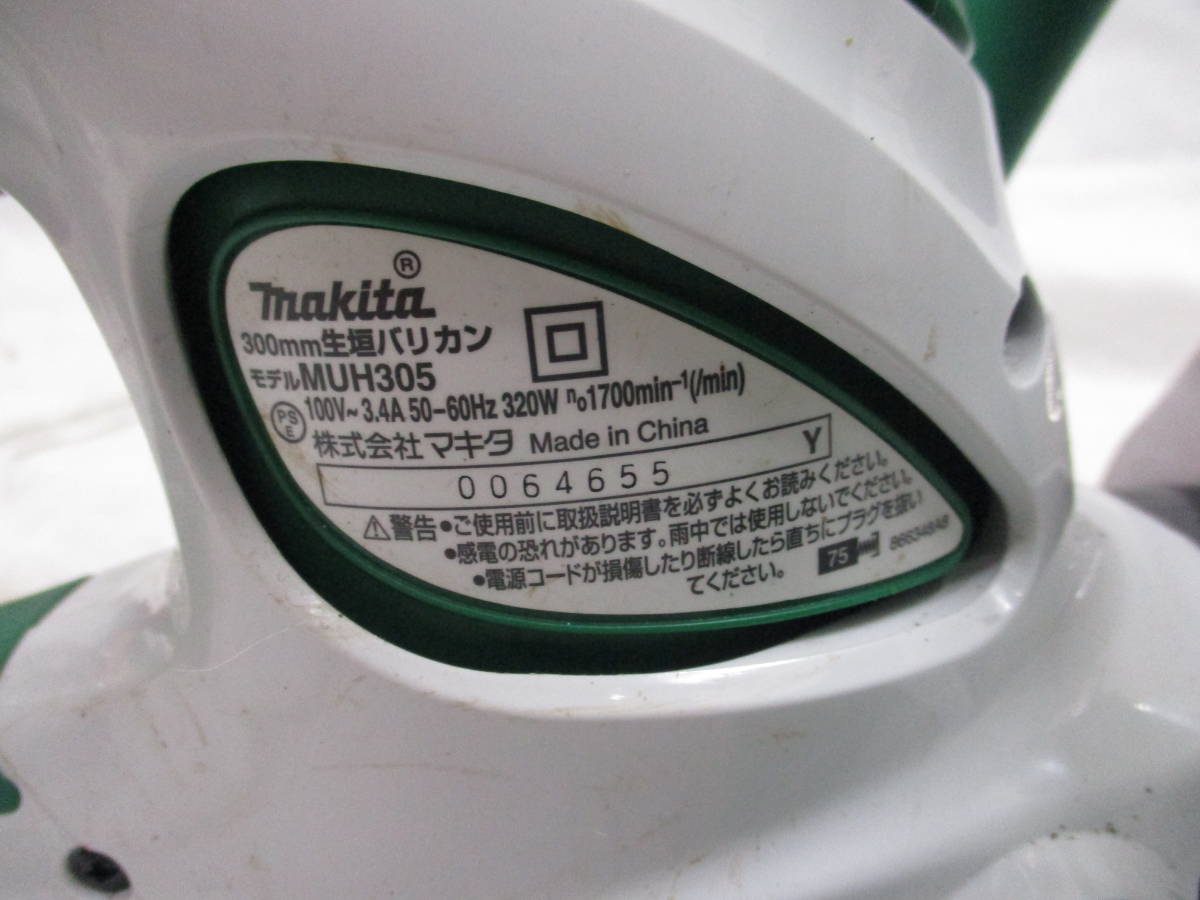 makita®
300mm生垣バリカン
モデルMUH305
PSE 100V~3.4A 50-60Hz 320W n₀1700min⁻¹(/min)
株式会社マキタ Made in China
0064655 Y
⚠警告●ご使用前に取扱説明書を必ずよくお読みください。
●感電の恐れがあります。雨中では使用しないでください。
●電源コードが損傷したり断線したら直ちにプラグを抜い
てください。
75
866348A8